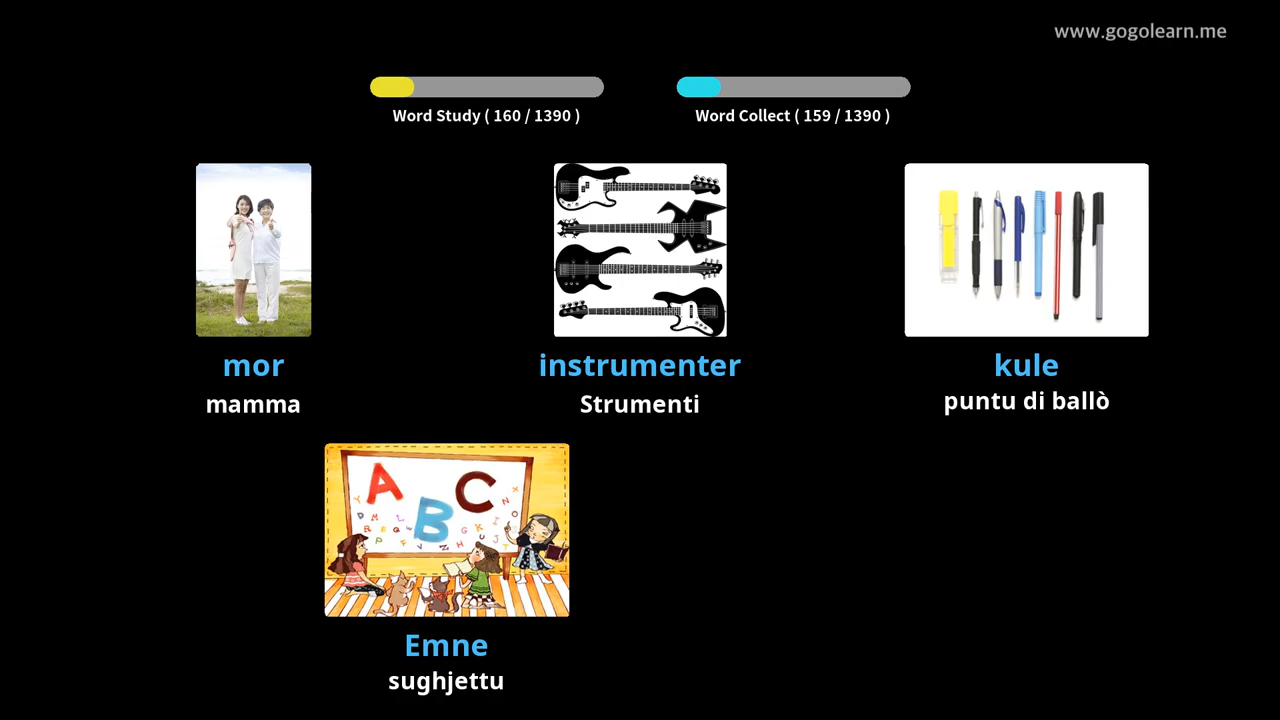 www.gogolearn.me
Word Study ( 160 / 1390 )
Word Collect ( 159 / 1390 )
mor
mamma
instrumenter
Strumenti
kule
puntu di ballò
A
B
C
Emne
sughjettu